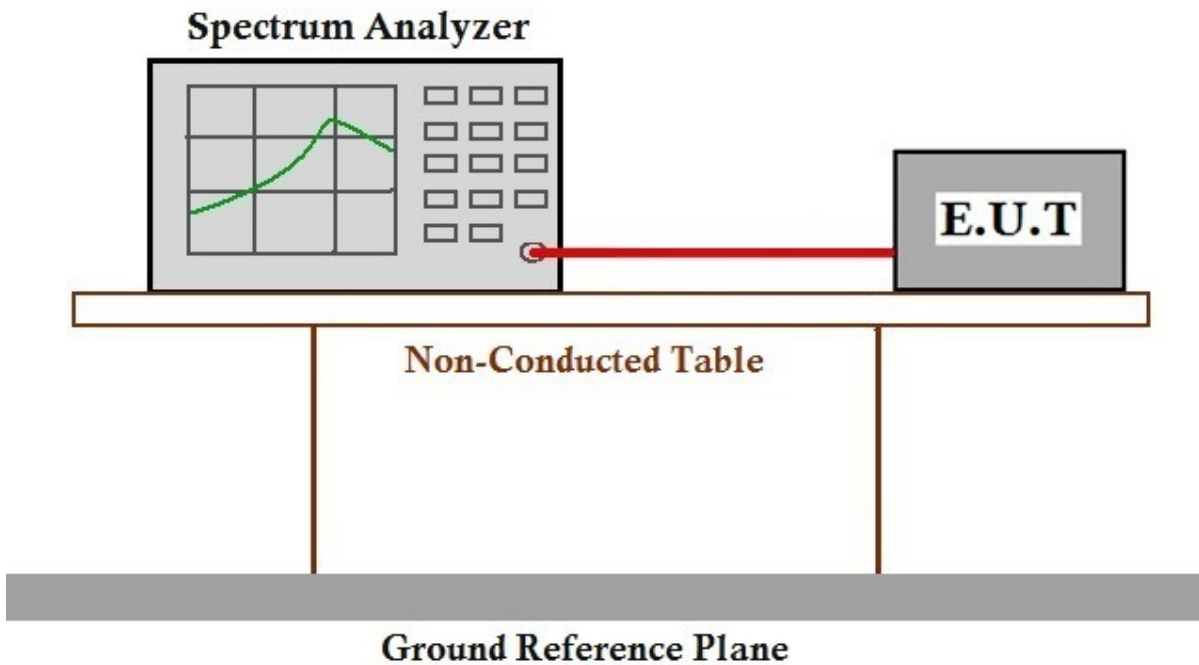 Spectrum Analyzer
E.U.T
Non-Conducted Table
Ground Reference Plane